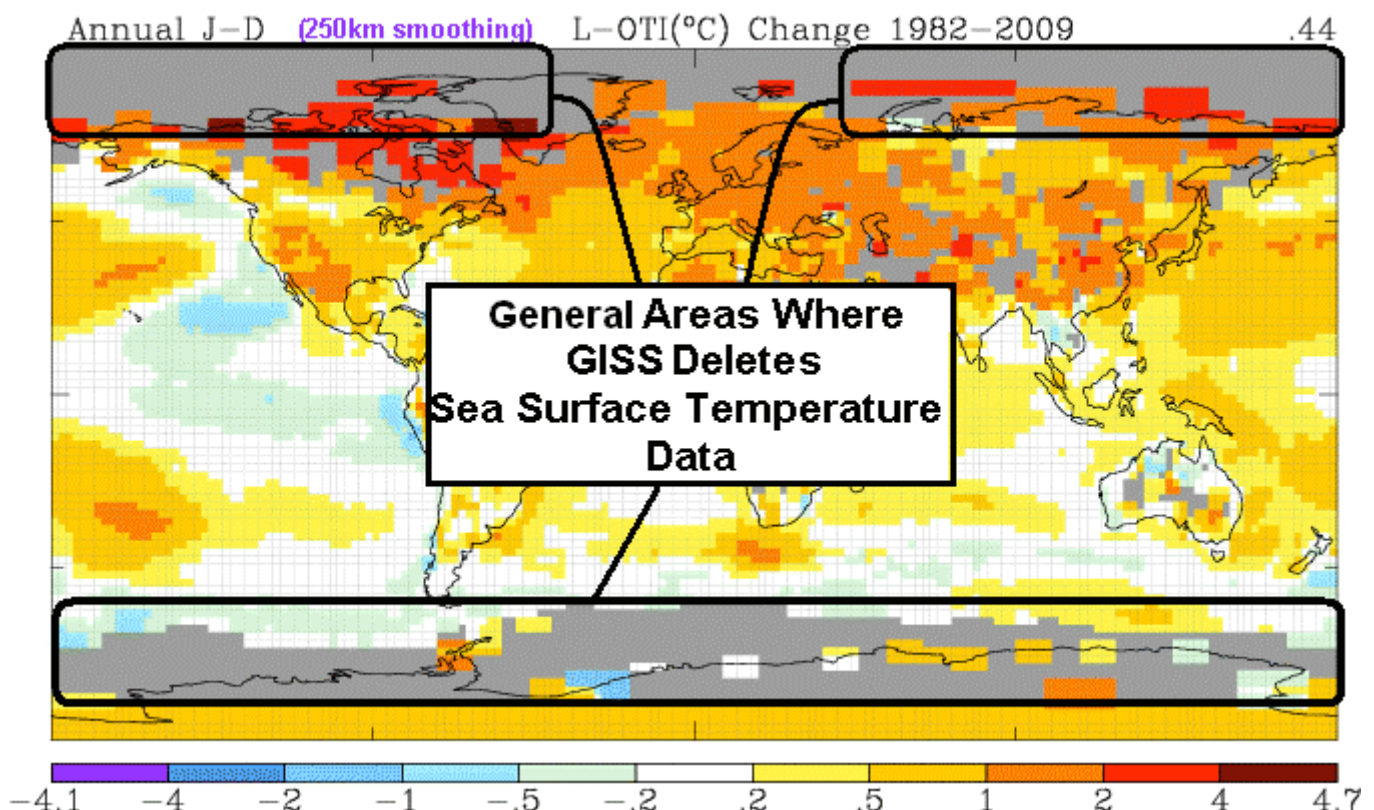 Annual J-D (250km smoothing) L-OTI(°C) Change 1982-2009 .44
General Areas Where
GISS Deletes
Sea Surface Temperature
Data
-4.1 -4 -2 -1 -.5 -.2 .2 .5 1 2 4 4.7